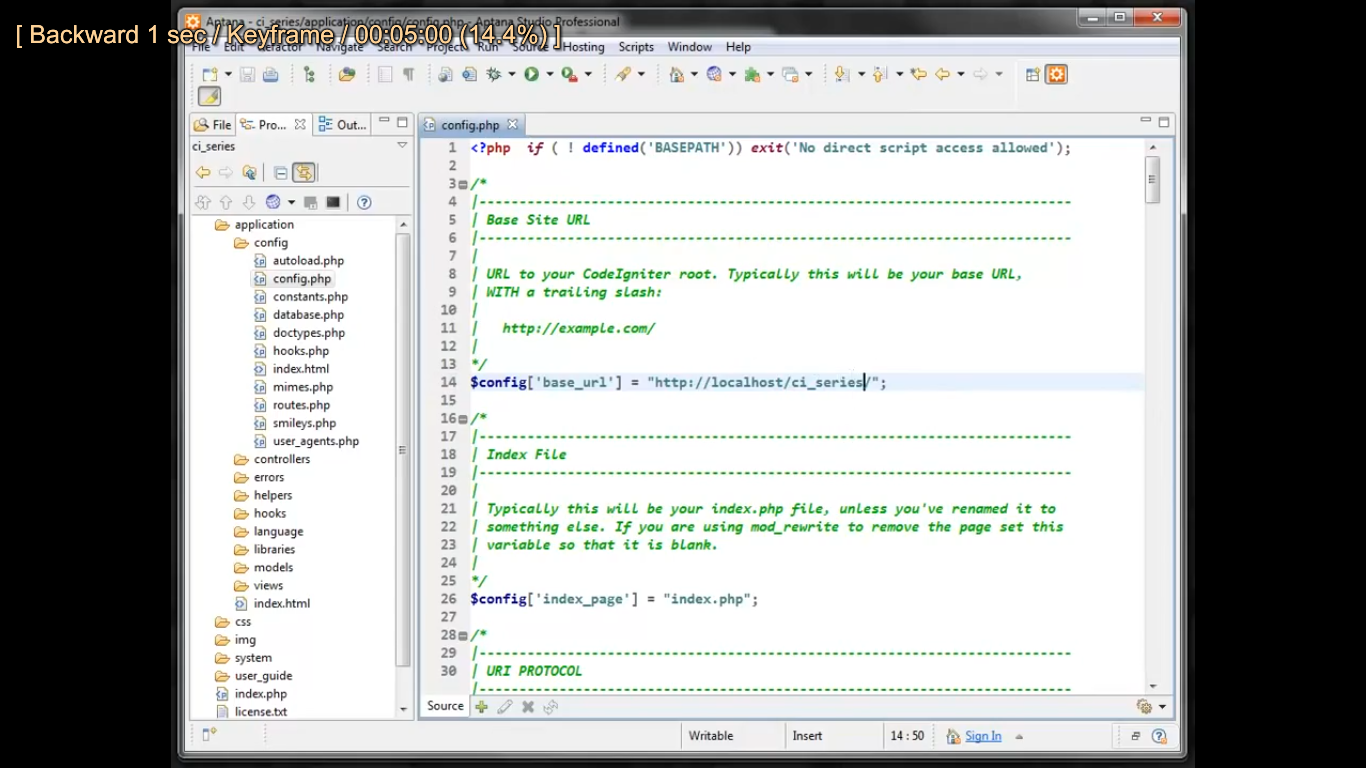 Aptana - ci_series/application/config/config.php - Aptana Studio Professional
[ Backward 1 sec / Keyframe / 00:05:00 (14.4%) ]
File Edit Refactor Navigate Search Project Run Source Hosting Scripts Window Help
File Pro... Out...
config.php
ci_series
application
config
autoload.php
config.php
constants.php
database.php
doctypes.php
hooks.php
index.html
mimes.php
routes.php
smileys.php
user_agents.php
controllers
errors
helpers
hooks
language
libraries
models
views
index.html
css
img
system
user_guide
index.php
license.txt
1 <?php if ( ! defined('BASEPATH')) exit('No direct script access allowed');
2
3 /*
4 |---------------------------------------------------------------------------
5 | Base Site URL
6 |---------------------------------------------------------------------------
7 |
8 | URL to your CodeIgniter root. Typically this will be your base URL,
9 | WITH a trailing slash:
10 |
11 | http://example.com/
12 |
13 */
14 $config['base_url'] = "http://localhost/ci_series/";
15
16 /*
17 |---------------------------------------------------------------------------
18 | Index File
19 |---------------------------------------------------------------------------
20 |
21 | Typically this will be your index.php file, unless you've renamed it to
22 | something else. If you are using mod_rewrite to remove the page set this
23 | variable so that it is blank.
24 |
25 */
26 $config['index_page'] = "index.php";
27
28 /*
29 |---------------------------------------------------------------------------
30 | URI PROTOCOL
|---------------------------------------------------------------------------
Source
Writable Insert 14 : 50 Sign In